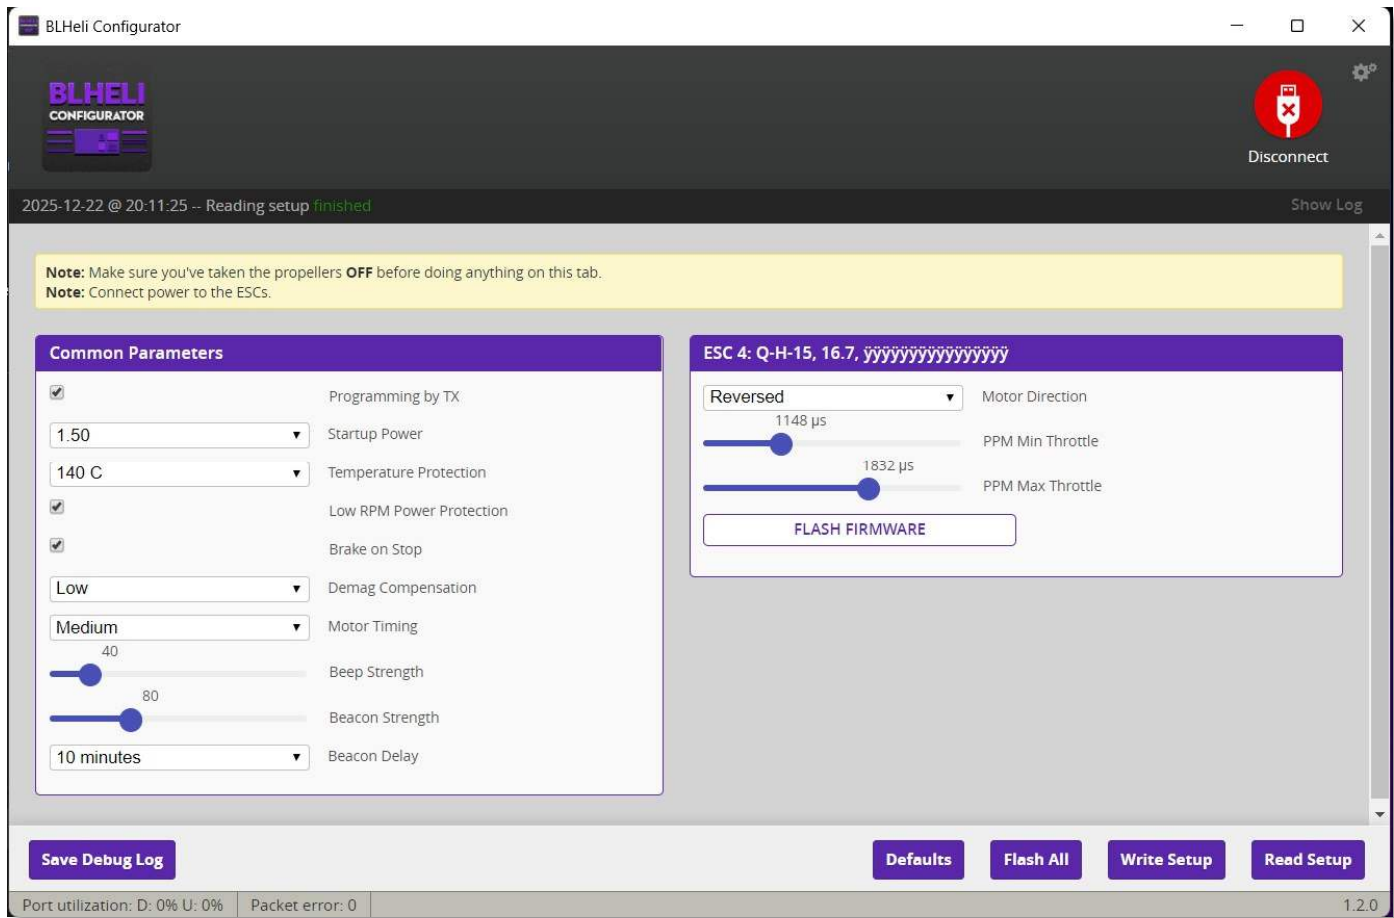 BLHeli Configurator
BLHELI
CONFIGURATOR
Disconnect
2025-12-22 @ 20:11:25 -- Reading setup finished
Show Log
Note: Make sure you've taken the propellers OFF before doing anything on this tab.
Note: Connect power to the ESCs.
Common Parameters
Programming by TX
1.50 Startup Power
140 C Temperature Protection
Low RPM Power Protection
Brake on Stop
Low Demag Compensation
Medium Motor Timing
40
Beep Strength
80
Beacon Strength
10 minutes Beacon Delay
ESC 4: Q-H-15, 16.7, ÿÿÿÿÿÿÿÿÿÿÿÿÿÿÿÿ
Reversed Motor Direction
1148 µs
PPM Min Throttle
1832 µs
PPM Max Throttle
FLASH FIRMWARE
Save Debug Log
Defaults
Flash All
Write Setup
Read Setup
Port utilization: D: 0% U: 0%
Packet error: 0
1.2.0